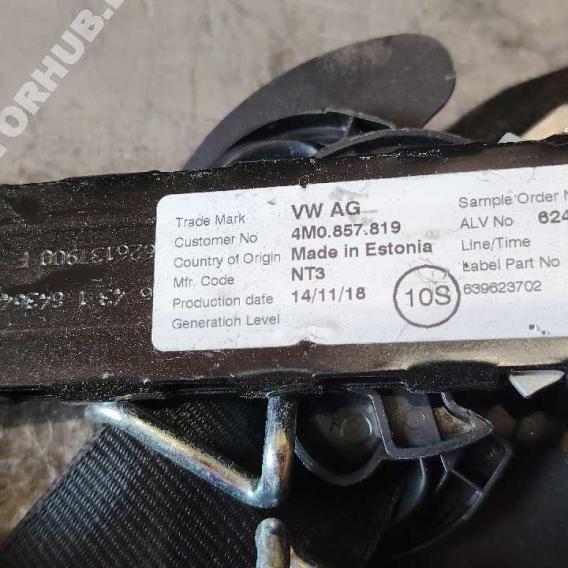 Trade Mark VW AG Sample Order
Customer No 4M0.857.819 ALV No 624
Country of Origin Made in Estonia Line/Time
Mfr. Code NT3 Label Part No
Production date 14/11/18 10S 639623702
Generation Level